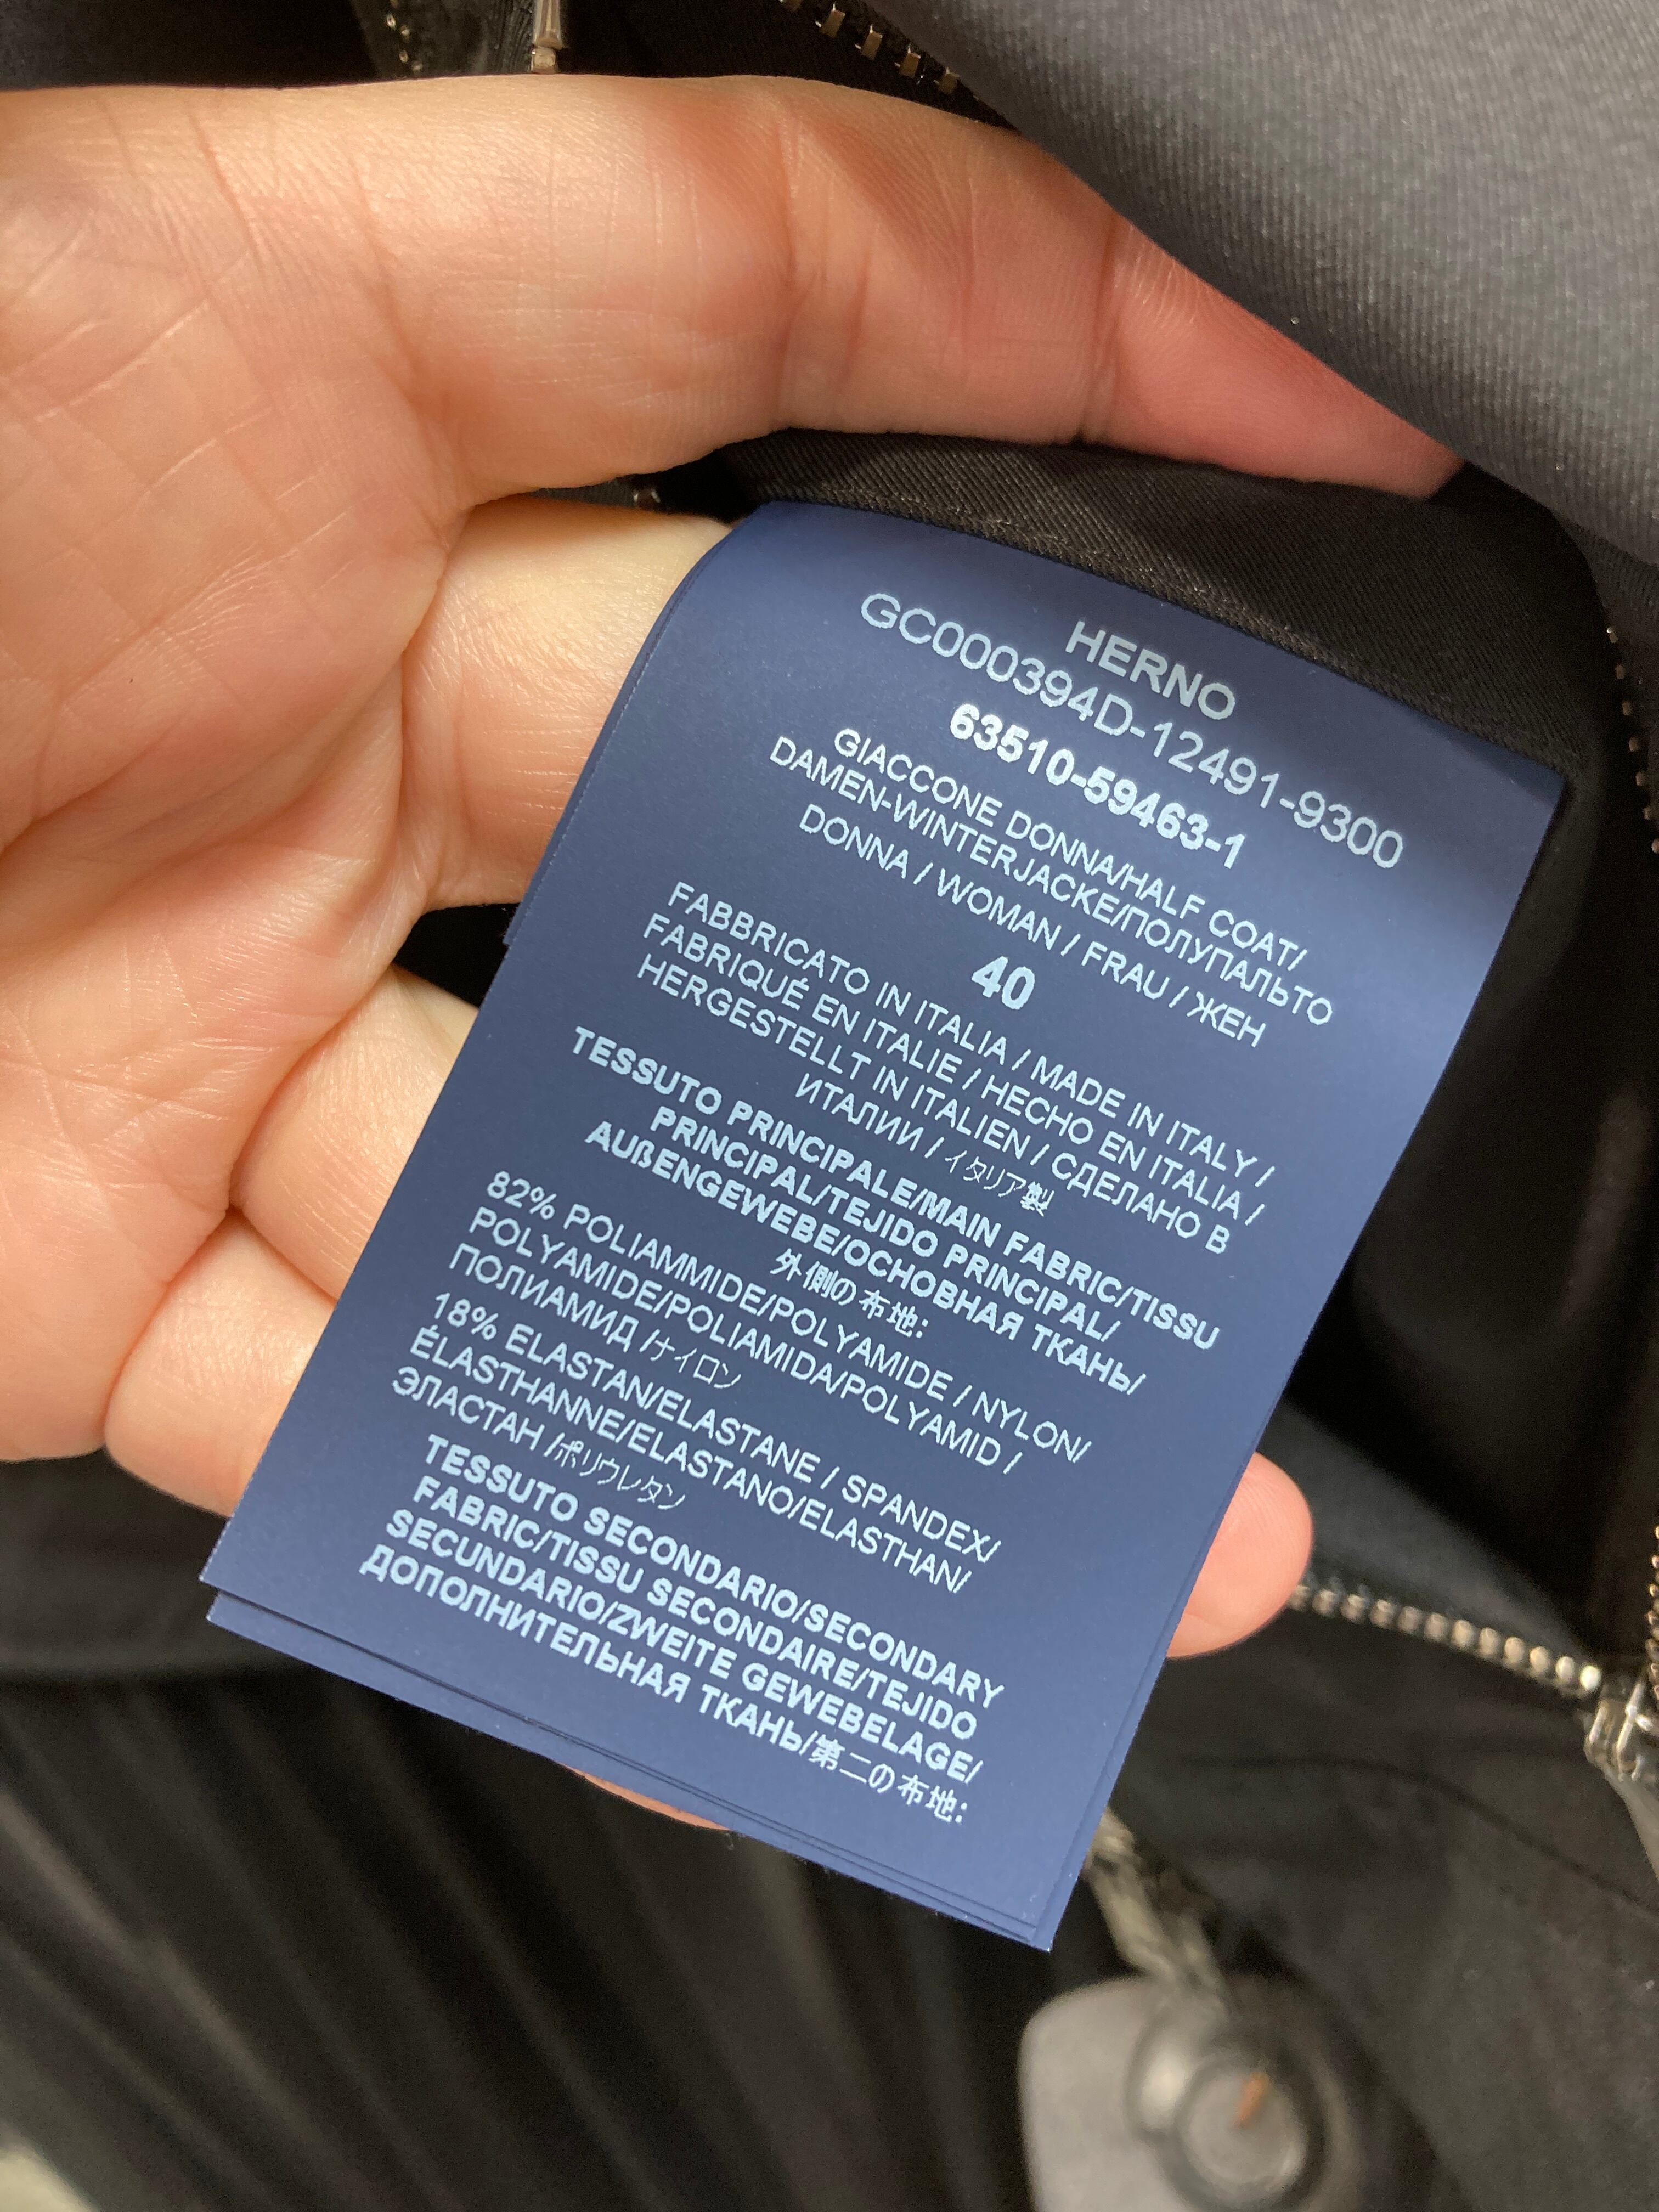 HERNO
GC000394D-12491-9300
63510-59463-1
GIACCONE DONNA/HALF COAT/
DAMEN-WINTERJACKE/ПОЛУПАЛЬТО
DONNA / WOMAN / FRAU / ЖЕН
40
FABBRICATO IN ITALIA / MADE IN ITALY /
FABRIQUÉ EN ITALIE / HECHO EN ITALIA /
HERGESTELLT IN ITALIEN / СДЕЛАНО В
ИТАЛИИ / イタリア製
TESSUTO PRINCIPALE/MAIN FABRIC/TISSU
PRINCIPAL/TEJIDO PRINCIPAL/
AUßENGEWEBE/ОСНОВНАЯ ТКАНЬ/
外側の布地:
82% POLIAMMIDE/POLYAMIDE / NYLON/
POLYAMIDE/POLIAMIDA/POLYAMID /
ПОЛИАМИД /ナイロン
18% ELASTAN/ELASTANE / SPANDEX/
ÉLASTHANNE/ELASTANO/ELASTHAN/
ЭЛАСТАН /ポリウレタン
TESSUTO SECONDARIO/SECONDARY
FABRIC/TISSU SECONDAIRE/TEJIDO
SECUNDARIO/ZWEITE GEWEBELAGE/
ДОПОЛНИТЕЛЬНАЯ ТКАНЬ/第二の布地: